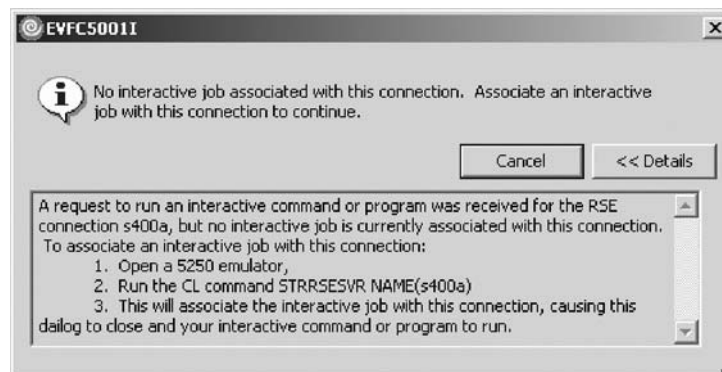 EVFC5001I
No interactive job associated with this connection. Associate an interactive
job with this connection to continue.
Cancel
<< Details
A request to run an interactive command or program was received for the RSE
connection s400a, but no interactive job is currently associated with this connection.
To associate an interactive job with this connection:
1. Open a 5250 emulator,
2. Run the CL command STRRSESVR NAME(s400a)
3. This will associate the interactive job with this connection, causing this
dailog to close and your interactive command or program to run.